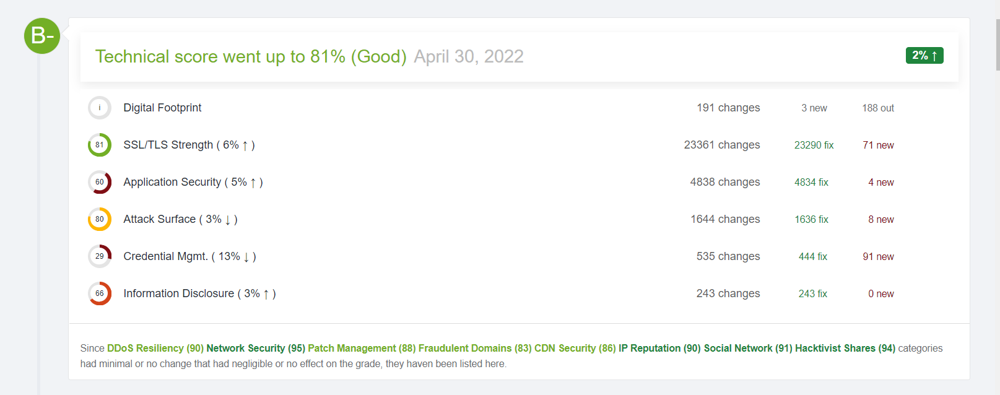 B-
Technical score went up to 81% (Good) April 30, 2022 2% ↑
i Digital Footprint 191 changes 3 new 188 out
81 SSL/TLS Strength ( 6% ↑ ) 23361 changes 23290 fix 71 new
60 Application Security ( 5% ↑ ) 4838 changes 4834 fix 4 new
80 Attack Surface ( 3% ↓ ) 1644 changes 1636 fix 8 new
29 Credential Mgmt. ( 13% ↓ ) 535 changes 444 fix 91 new
66 Information Disclosure ( 3% ↑ ) 243 changes 243 fix 0 new
Since DDoS Resiliency (90) Network Security (95) Patch Management (88) Fraudulent Domains (83) CDN Security (86) IP Reputation (90) Social Network (91) Hacktivist Shares (94) categories
had minimal or no change that had negligible or no effect on the grade, they haven been listed here.